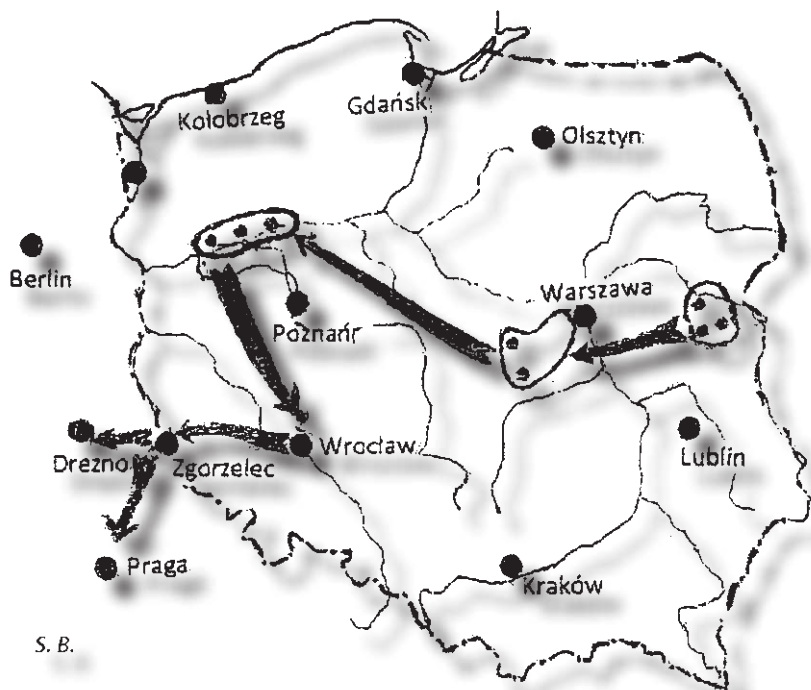 Kołobrzeg
Gdańsk
Olsztyn
Berlin
Warszawa
Poznań
Drezno
Zgorzelec
Wrocław
Lublin
Praga
Kraków
S. B.